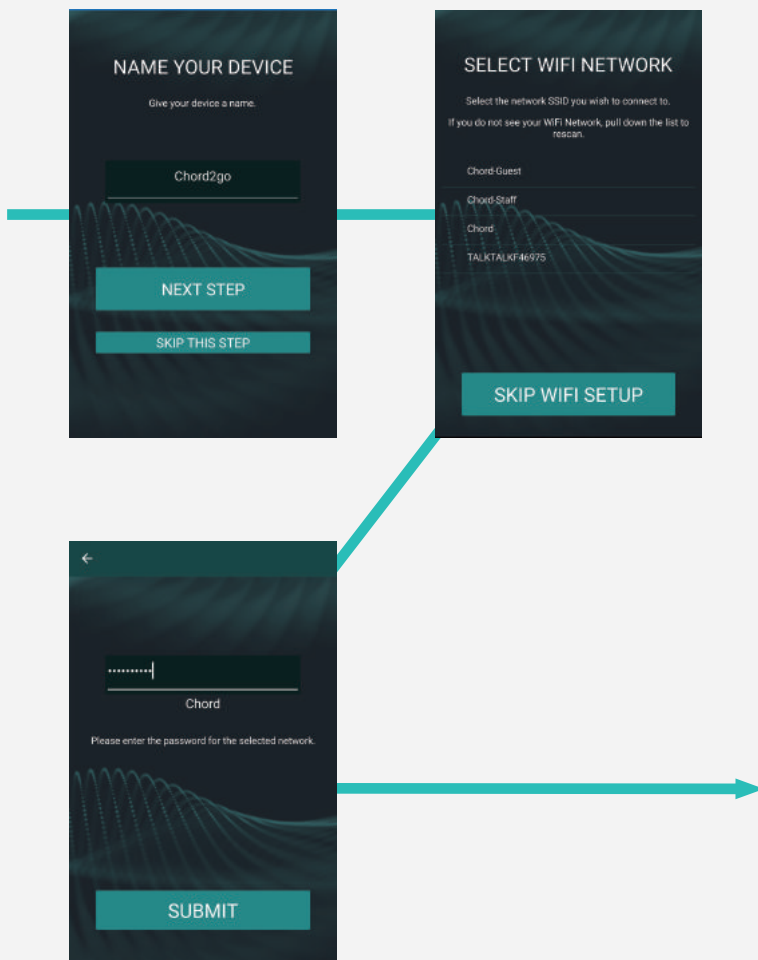 NAME YOUR DEVICE
Give your device a name.
Chord2go
NEXT STEP
SKIP THIS STEP
SELECT WIFI NETWORK
Select the network SSID you wish to connect to.
If you do not see your WiFi Network, pull down the list to
rescan.
Chord-Guest
Chord-Staff
Chord
TALKTALKF46975
SKIP WIFI SETUP
Chord
Please enter the password for the selected network.
SUBMIT